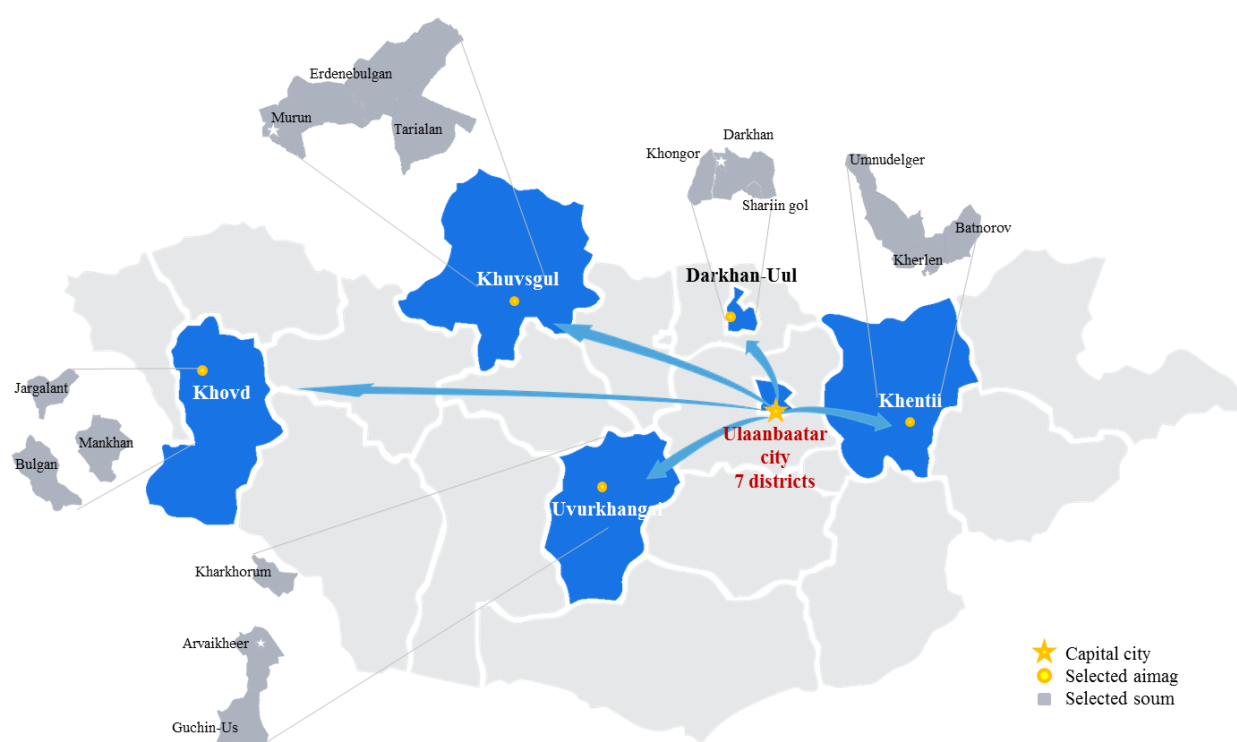 Erdenebulgan
Murun
Tarialan
Darkhan
Khongor
Shariin gol
Umnudelger
Batnorov
Kherlen
Khuvsgul
Darkhan-Uul
Jargalant
Khovd
Khentii
Mankhan
Bulgan
Ulaanbaatar
city
7 districts
Uvurkhangai
Kharkhorum
Arvaikheer
Guchin-Us
Capital city
Selected aimag
Selected soum